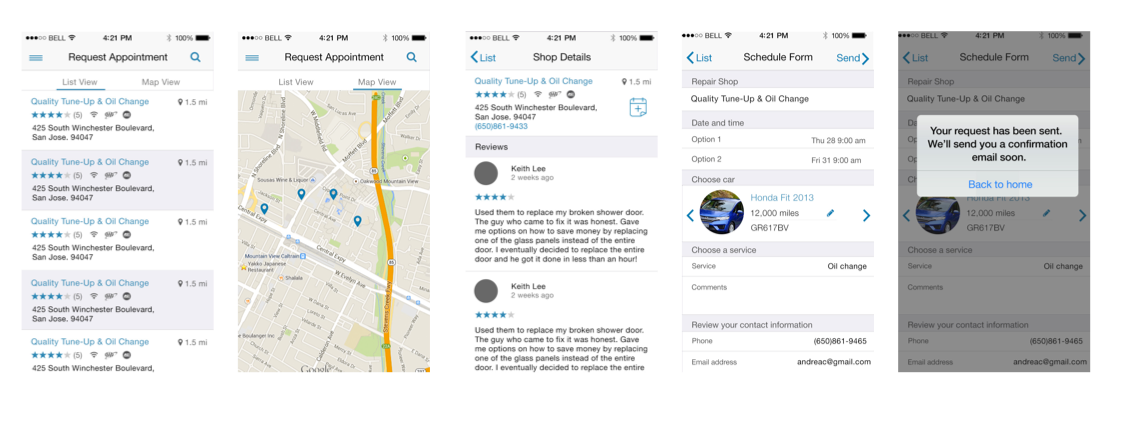 ●●●○○ BELL 4:21 PM 100%
Request Appointment
List View Map View
Quality Tune-Up & Oil Change 1.5 mi
(5)
425 South Winchester Boulevard,
San Jose. 94047
Quality Tune-Up & Oil Change 1.5 mi
(5)
425 South Winchester Boulevard,
San Jose. 94047
Quality Tune-Up & Oil Change 1.5 mi
(5)
425 South Winchester Boulevard,
San Jose. 94047
Quality Tune-Up & Oil Change 1.5 mi
(5)
425 South Winchester Boulevard,
San Jose. 94047
Quality Tune-Up & Oil Change 1.5 mi
(5)
425 South Winchester Boulevard,
●●●○○ BELL 4:21 PM 100%
Request Appointment
List View Map View
N Shoreline Blvd
Moffett Blvd
Moffett Blvd
Souxas Wine & Liquor
Oakwood Mountain View
Central Expy
Central Ave
Mountain View Caltrain
Yakko Japanese
Restaurant
Shalala
Central Expy
W Evelyn Ave
Stevens Creek Fwy
Google
●●●○○ BELL 4:21 PM 100%
List Shop Details
Quality Tune-Up & Oil Change 1.5 mi
(5)
425 South Winchester Boulevard,
San Jose. 94047
(650)861-9433
Reviews
Keith Lee
2 weeks ago
Used them to replace my broken shower door.
The guy who came to fix it was honest. Gave
me options on how to save money by replacing
one of the glass panels instead of the entire
door. I eventually decided to replace the entire
door and he got it done in less than an hour!
Keith Lee
2 weeks ago
Used them to replace my broken shower door.
The guy who came to fix it was honest. Gave
me options on how to save money by replacing
one of the glass panels instead of the entire
door. I eventually decided to replace the entire
●●●○○ BELL 4:21 PM 100%
List Schedule Form Send
Repair Shop
Quality Tune-Up & Oil Change
Date and time
Option 1 Thu 28 9:00 am
Option 2 Fri 31 9:00 am
Choose car
Honda Fit 2013
12,000 miles
GR617BV
Choose a service
Service Oil change
Comments
Review your contact information
Phone (650)861-9465
Email address andreac@gmail.com
●●●○○ BELL 4:21 PM 100%
List Schedule Form Send
Repair Shop
Quality Tune-Up & Oil Change
Your request has been sent.
We'll send you a confirmation
email soon.
Back to home
Honda Fit 2013
12,000 miles
GR617BV
Choose a service
Service Oil change
Comments
Review your contact information
Phone (650)861-9465
Email address andreac@gmail.com